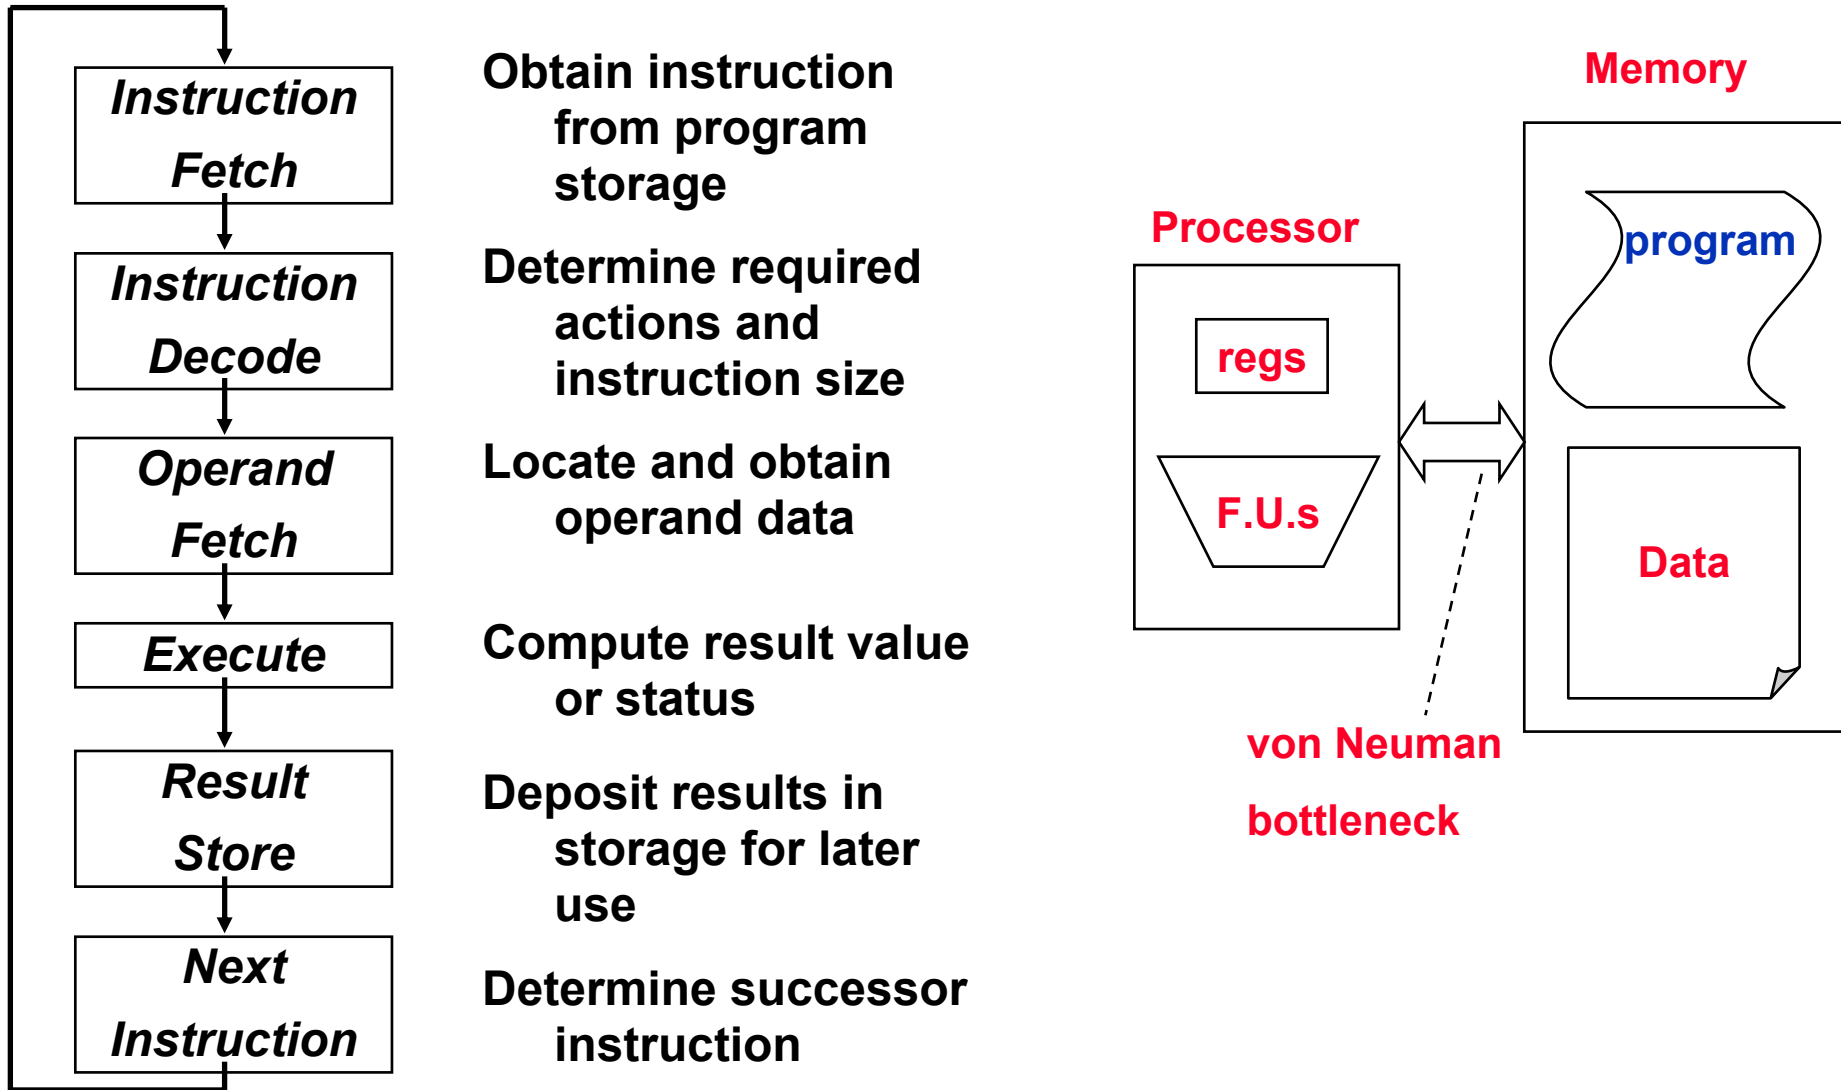 Instruction
Fetch
Obtain instruction
from program
storage
Instruction
Decode
Determine required
actions and
instruction size
Operand
Fetch
Locate and obtain
operand data
Execute
Compute result value
or status
Result
Store
Deposit results in
storage for later
use
Next
Instruction
Determine successor
instruction
Processor
regs
F.U.s
Memory
program
Data
von Neuman
bottleneck